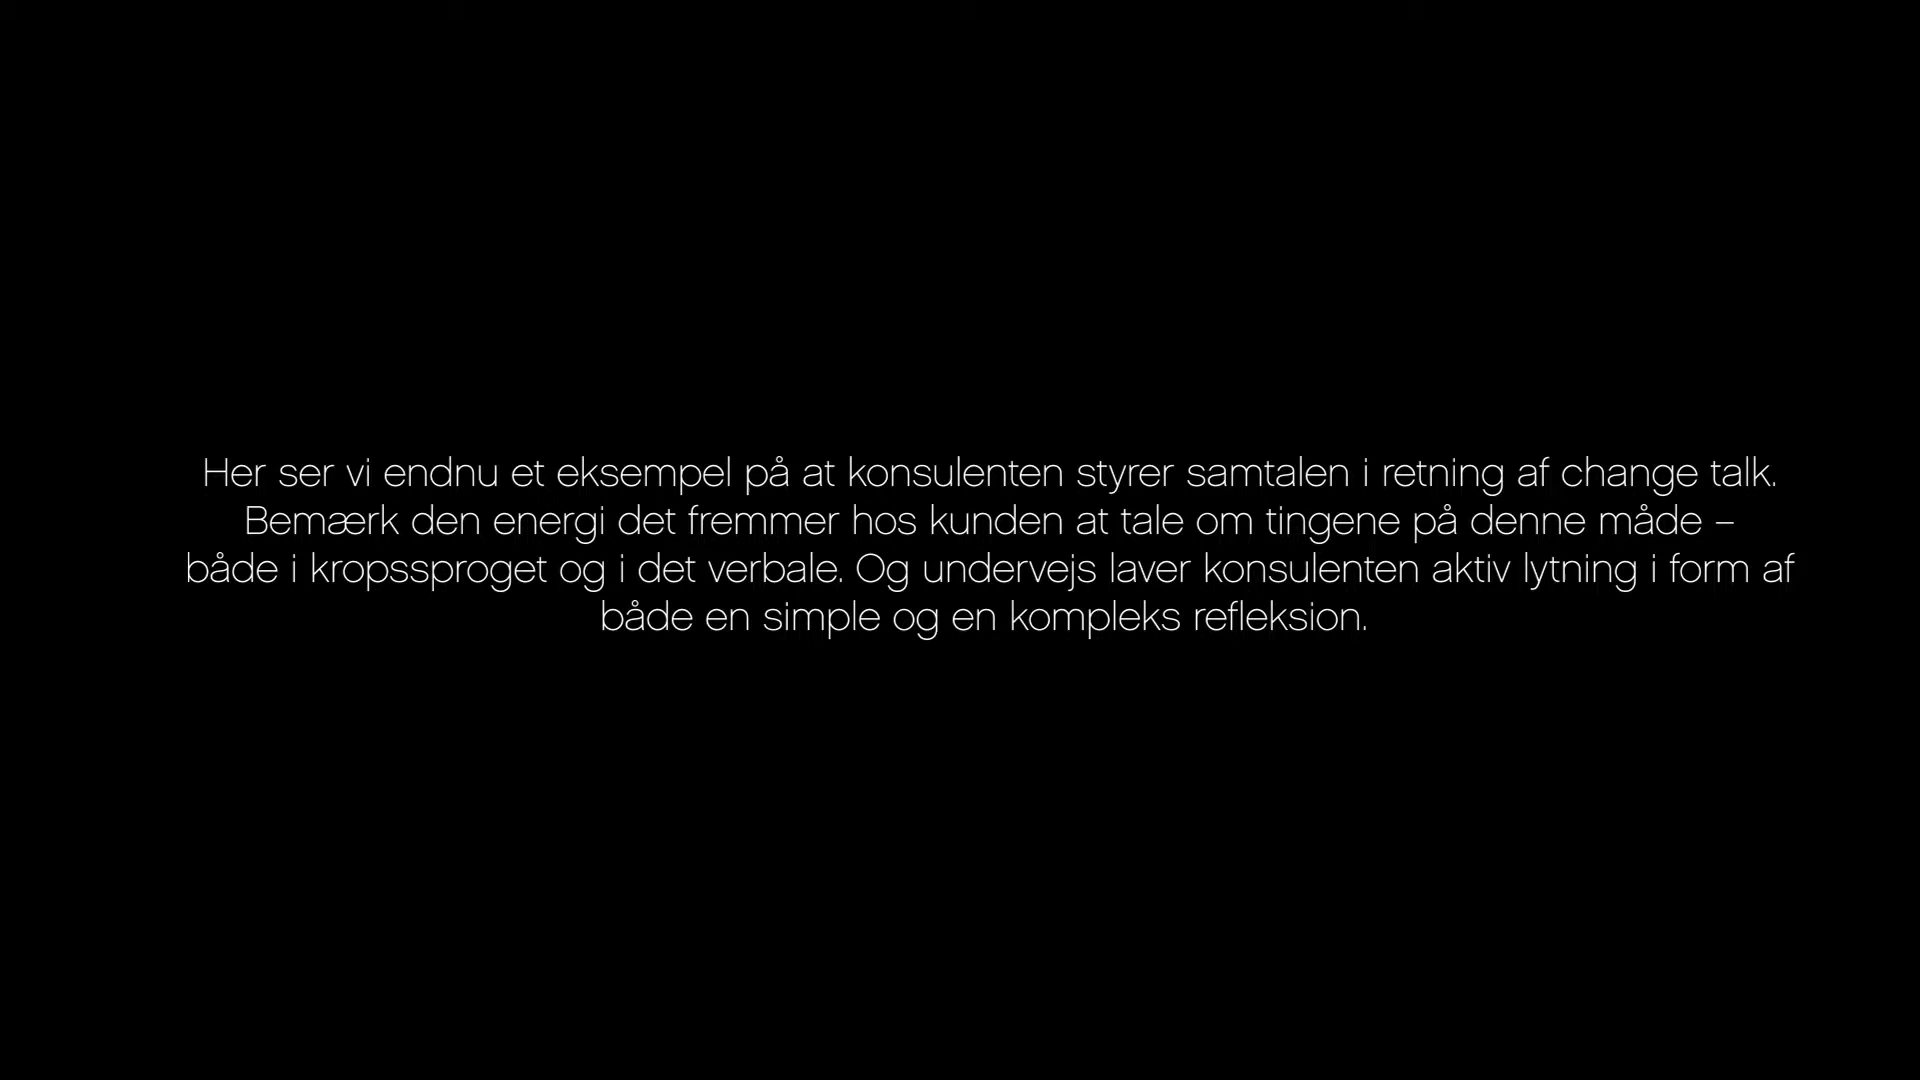 Her ser vi endnu et eksempel på at konsulenten styrer samtalen i retning af change talk.
Bemærk den energi det fremmer hos kunden at tale om tingene på denne måde –
både i kropssproget og i det verbale. Og undervejs laver konsulenten aktiv lytning i form af
både en simple og en kompleks refleksion.